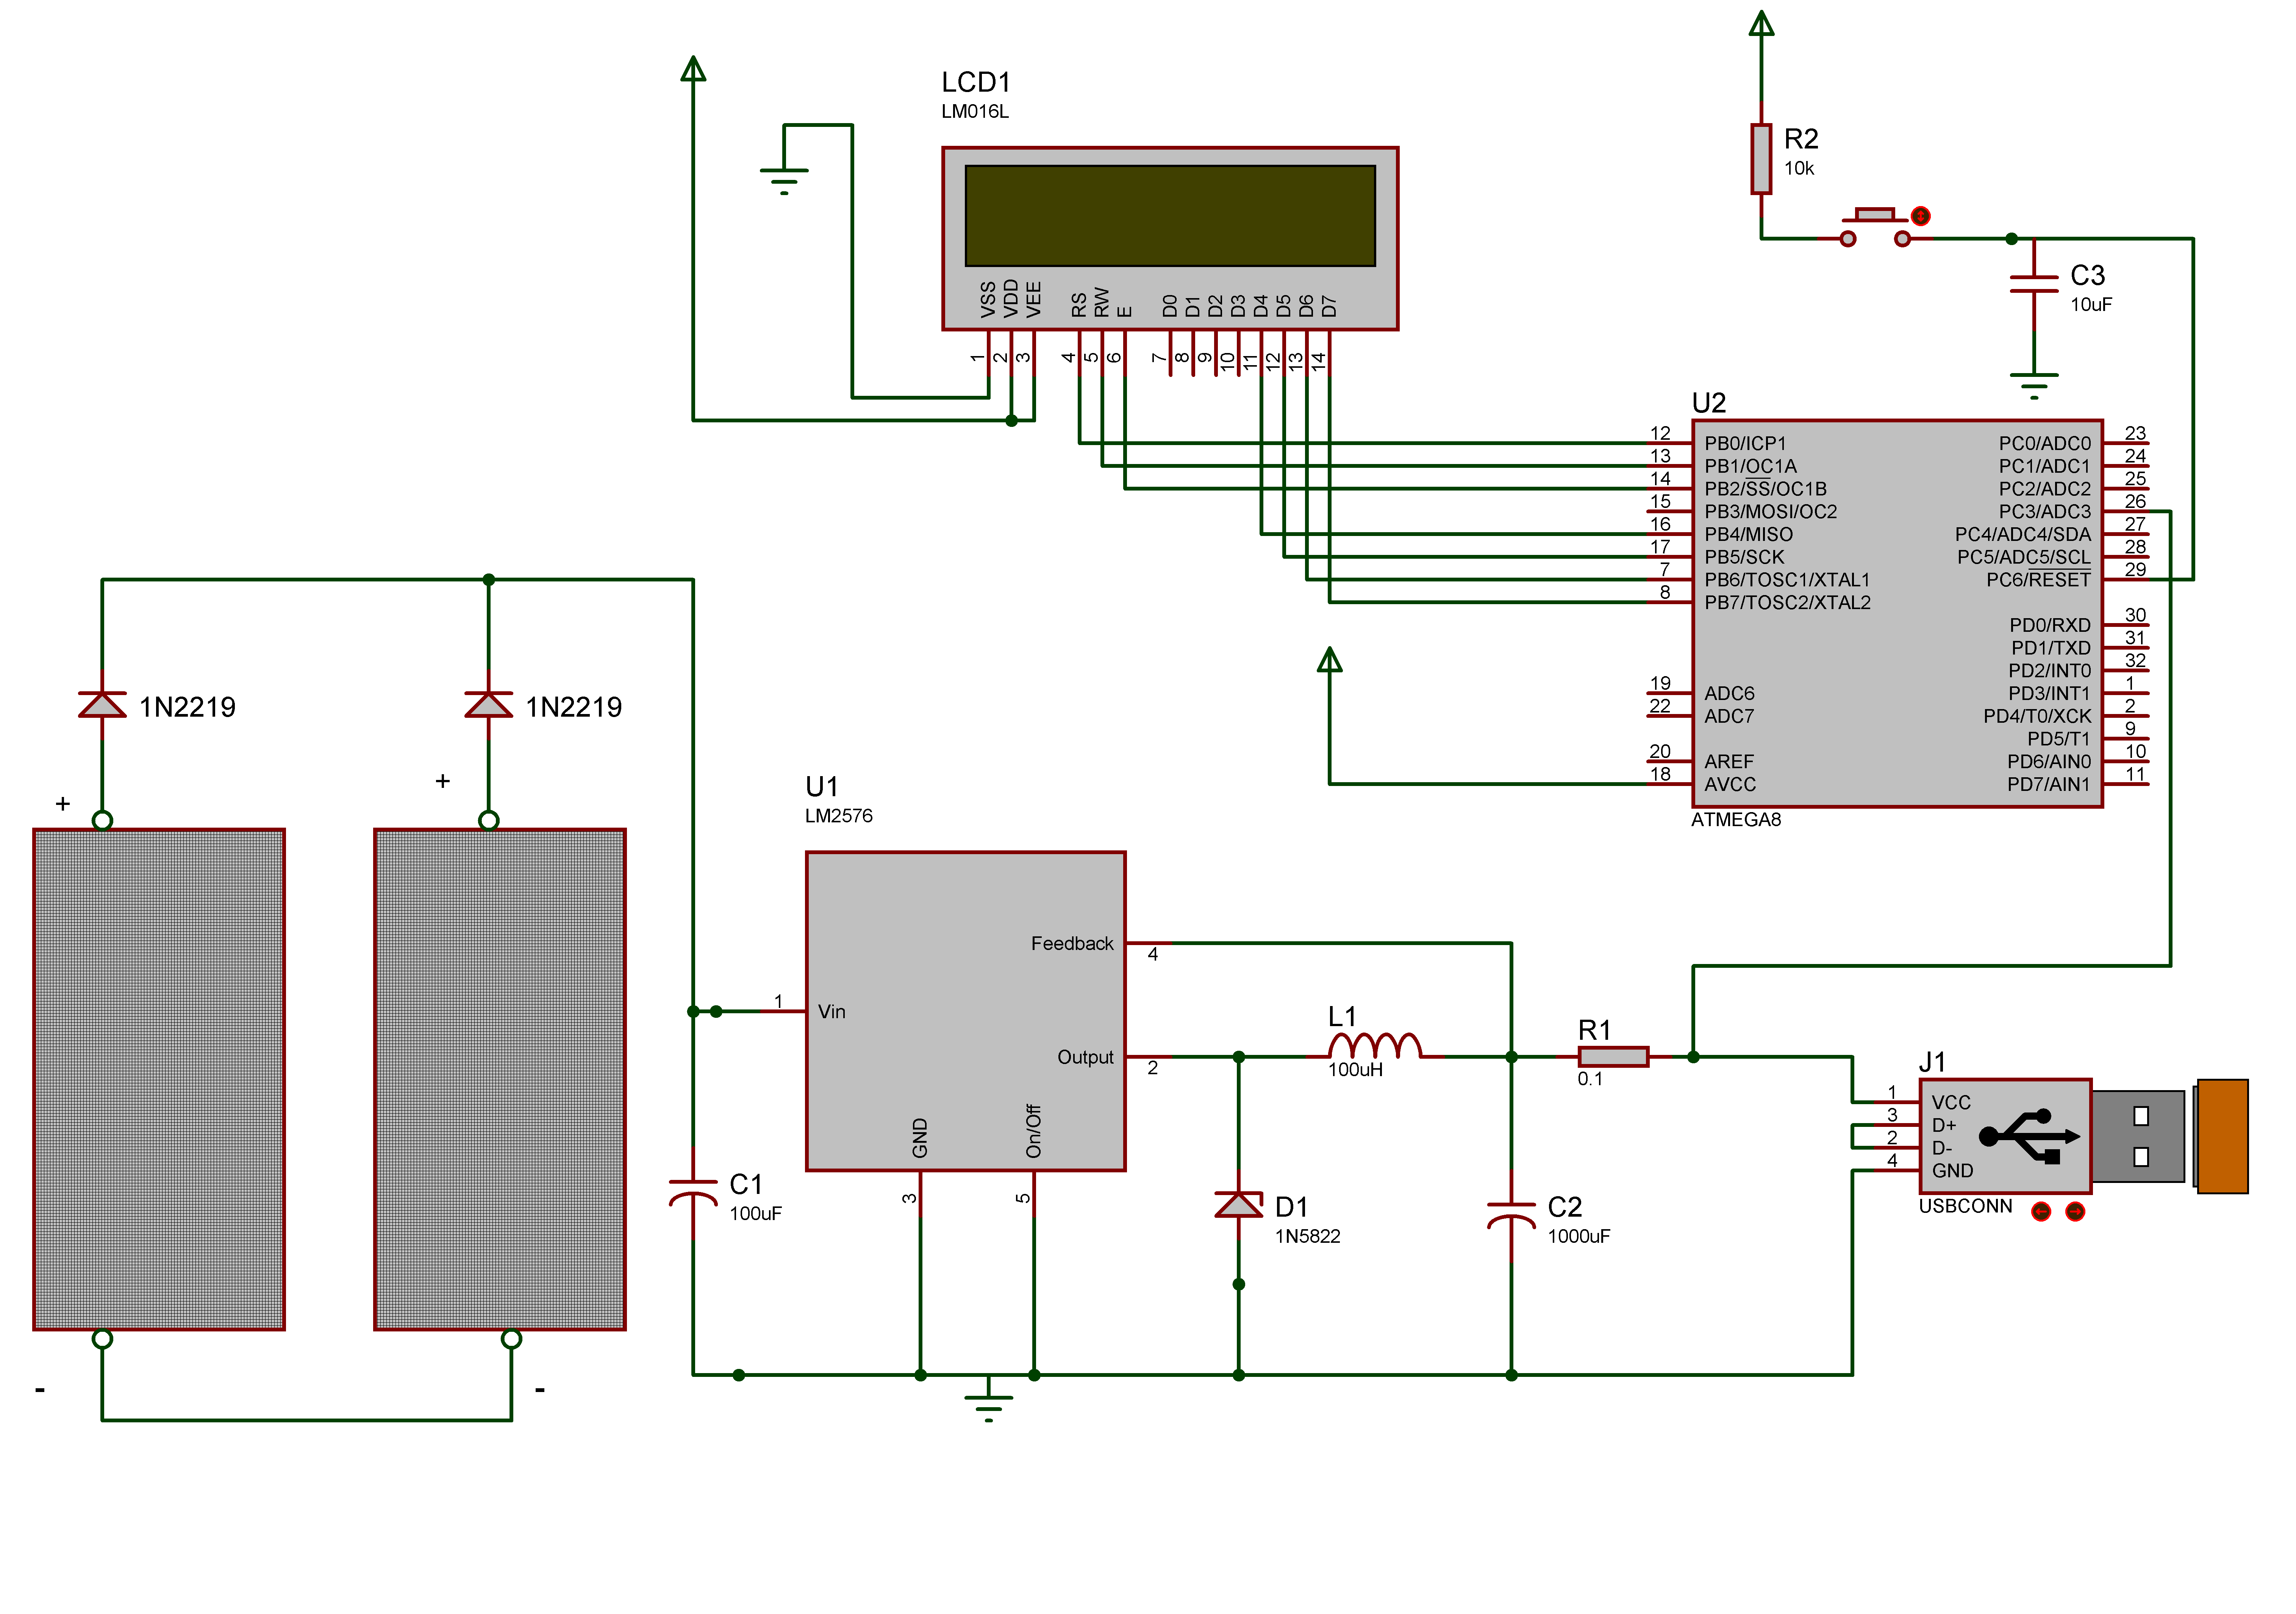 LCD1
LM016L
VSS
VDD
VEE
RS
RW
E
D0
D1
D2
D3
D4
D5
D6
D7
1
2
3
4
5
6
7
8
9
10
11
12
13
14
R2
10k
C3
10uF
U2
12 PB0/ICP1 PC0/ADC0 23
13 PB1/OC1A PC1/ADC1 24
14 PB2/SS/OC1B PC2/ADC2 25
15 PB3/MOSI/OC2 PC3/ADC3 26
16 PB4/MISO PC4/ADC4/SDA 27
17 PB5/SCK PC5/ADC5/SCL 28
7 PB6/TOSC1/XTAL1 PC6/RESET 29
8 PB7/TOSC2/XTAL2
PD0/RXD 30
PD1/TXD 31
PD2/INT0 32
19 ADC6 PD3/INT1 1
22 ADC7 PD4/T0/XCK 2
PD5/T1 9
20 AREF PD6/AIN0 10
18 AVCC PD7/AIN1 11
ATMEGA8
1N2219
1N2219
+
+
-
-
U1
LM2576
1 Vin
Feedback 4
Output 2
GND 3
On/Off 5
C1
100uF
D1
1N5822
L1
100uH
C2
1000uF
R1
0.1
J1
1 VCC
3 D+
2 D-
4 GND
USBCONN